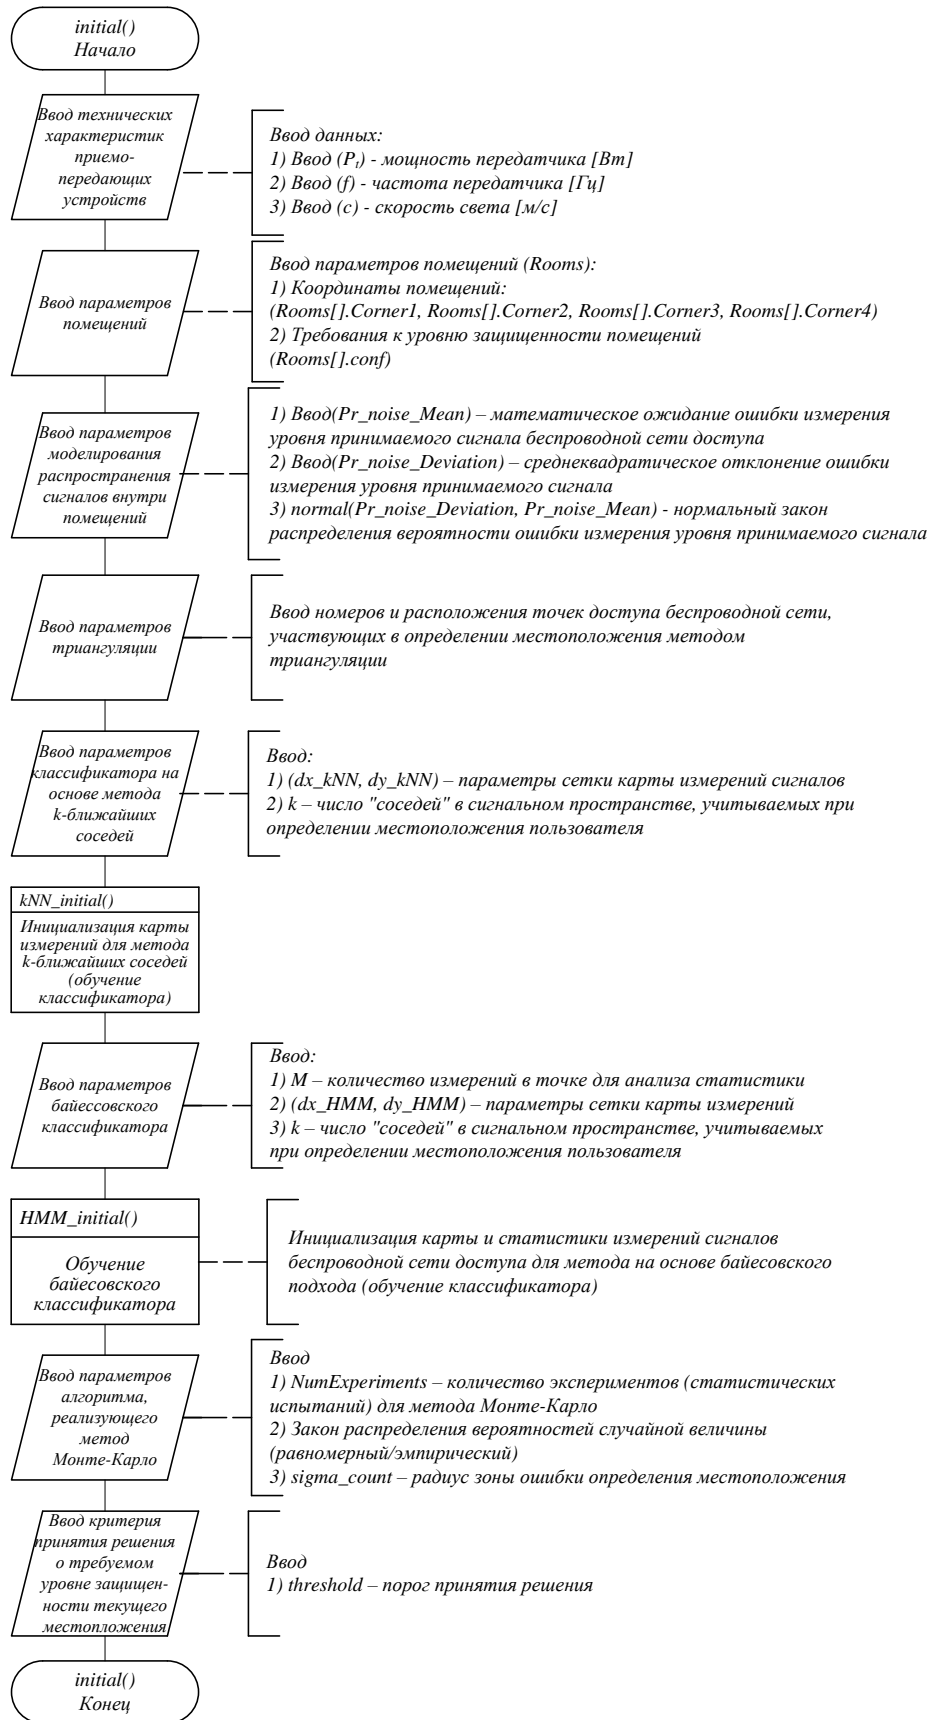 initial()
Начало
Ввод технических
характеристик
приемо-
передающих
устройств
Ввод данных:
1) Ввод (Pt) - мощность передатчика [Вт]
2) Ввод (f) - частота передатчика [Гц]
3) Ввод (c) - скорость света [м/с]
Ввод параметров
помещений
Ввод параметров помещений (Rooms):
1) Координаты помещений:
(Rooms[].Corner1, Rooms[].Corner2, Rooms[].Corner3, Rooms[].Corner4)
2) Требования к уровню защищенности помещений
(Rooms[].conf)
Ввод параметров
моделирования
распространения
сигналов внутри
помещений
1) Ввод(Pr_noise_Mean) – математическое ожидание ошибки измерения
уровня принимаемого сигнала беспроводной сети доступа
2) Ввод(Pr_noise_Deviation) – среднеквадратическое отклонение ошибки
измерения уровня принимаемого сигнала
3) normal(Pr_noise_Deviation, Pr_noise_Mean) - нормальный закон
распределения вероятности ошибки измерения уровня принимаемого сигнала
Ввод параметров
триангуляции
Ввод номеров и расположения точек доступа беспроводной сети,
участвующих в определении местоположения методом
триангуляции
Ввод параметров
классификатора на
основе метода
k-ближайших
соседей
Ввод:
1) (dx_kNN, dy_kNN) – параметры сетки карты измерений сигналов
2) k – число "соседей" в сигнальном пространстве, учитываемых при
определении местоположения пользователя
kNN_initial()
Инициализация карты
измерений для метода
k-ближайших соседей
(обучение
классификатора)
Ввод параметров
байессовского
классификатора
Ввод:
1) M – количество измерений в точке для анализа статистики
2) (dx_HMM, dy_HMM) – параметры сетки карты измерений
3) k – число "соседей" в сигнальном пространстве, учитываемых
при определении местоположения пользователя
HMM_initial()
Обучение
байесовского
классификатора
Инициализация карты и статистики измерений сигналов
беспроводной сети доступа для метода на основе байесовского
подхода (обучение классификатора)
Ввод параметров
алгоритма,
реализующего
метод
Монте-Карло
Ввод
1) NumExperiments – количество экспериментов (статистических
испытаний) для метода Монте-Карло
2) Закон распределения вероятностей случайной величины
(равномерный/эмпирический)
3) sigma_count – радиус зоны ошибки определения местоположения
Ввод критерия
принятия решения
о требуемом
уровне защищен-
ности текущего
местопложения
Ввод
1) threshold – порог принятия решения
initial()
Конец